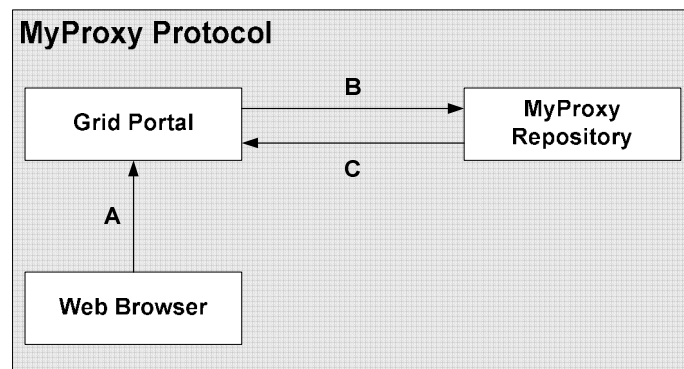 MyProxy Protocol
B
Grid Portal
MyProxy
Repository
C
A
Web Browser